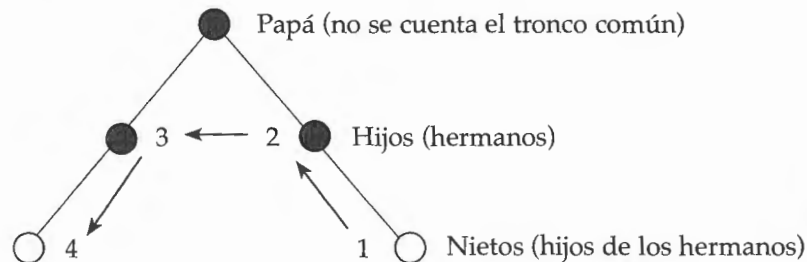 Papá (no se cuenta el tronco común)
3 2 Hijos (hermanos)
4 1 Nietos (hijos de los hermanos)